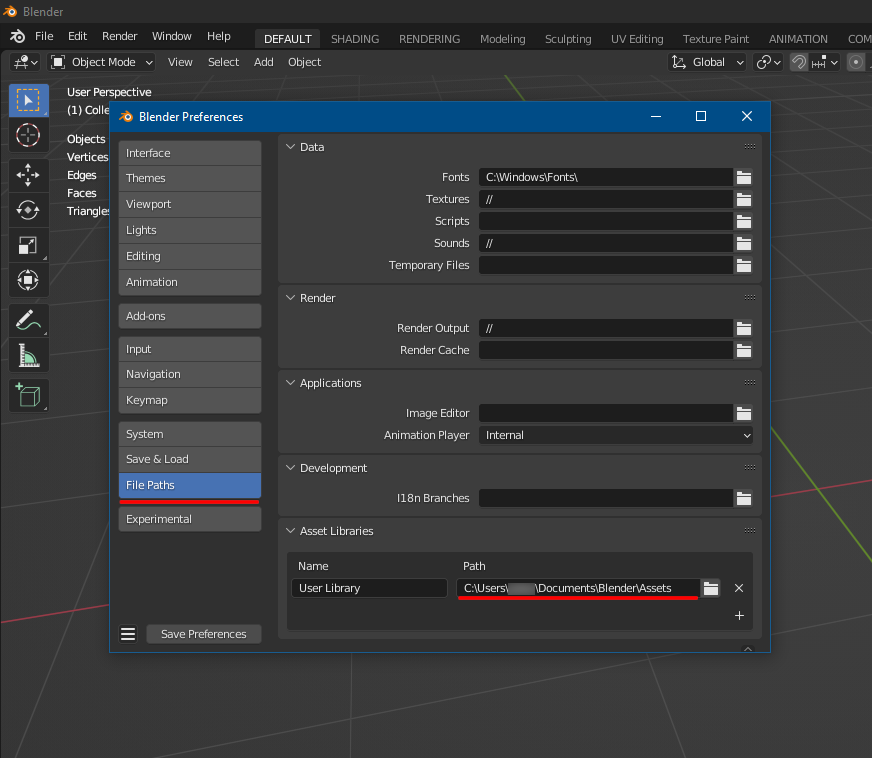 Blender
File Edit Render Window Help DEFAULT SHADING RENDERING Modeling Sculpting UV Editing Texture Paint ANIMATION COM
Object Mode View Select Add Object Global
User Perspective
(1) Colle
Objects
Vertices
Edges
Faces
Triangles
Blender Preferences
Interface
Themes
Viewport
Lights
Editing
Animation
Add-ons
Input
Navigation
Keymap
System
Save & Load
File Paths
Experimental
Save Preferences
Data
Fonts C:\Windows\Fonts\
Textures //
Scripts
Sounds //
Temporary Files
Render
Render Output //
Render Cache
Applications
Image Editor
Animation Player Internal
Development
I18n Branches
Asset Libraries
Name Path
User Library C:\Users\ \Documents\Blender\Assets